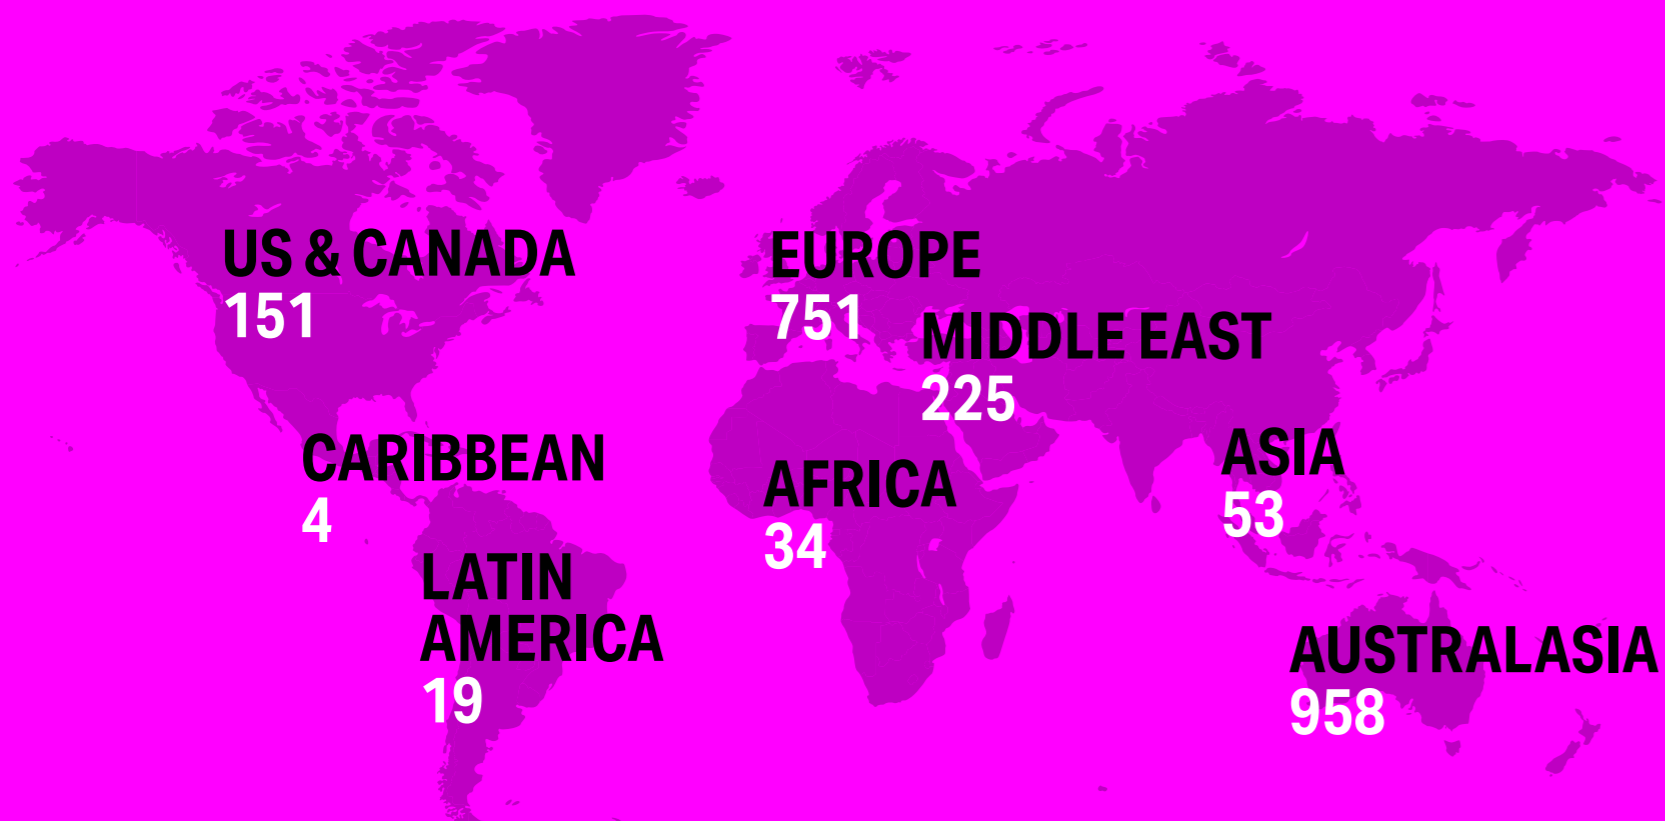 US & CANADA
151
EUROPE
751
MIDDLE EAST
225
CARIBBEAN
4
AFRICA
34
ASIA
53
LATIN
AMERICA
19
AUSTRALASIA
958